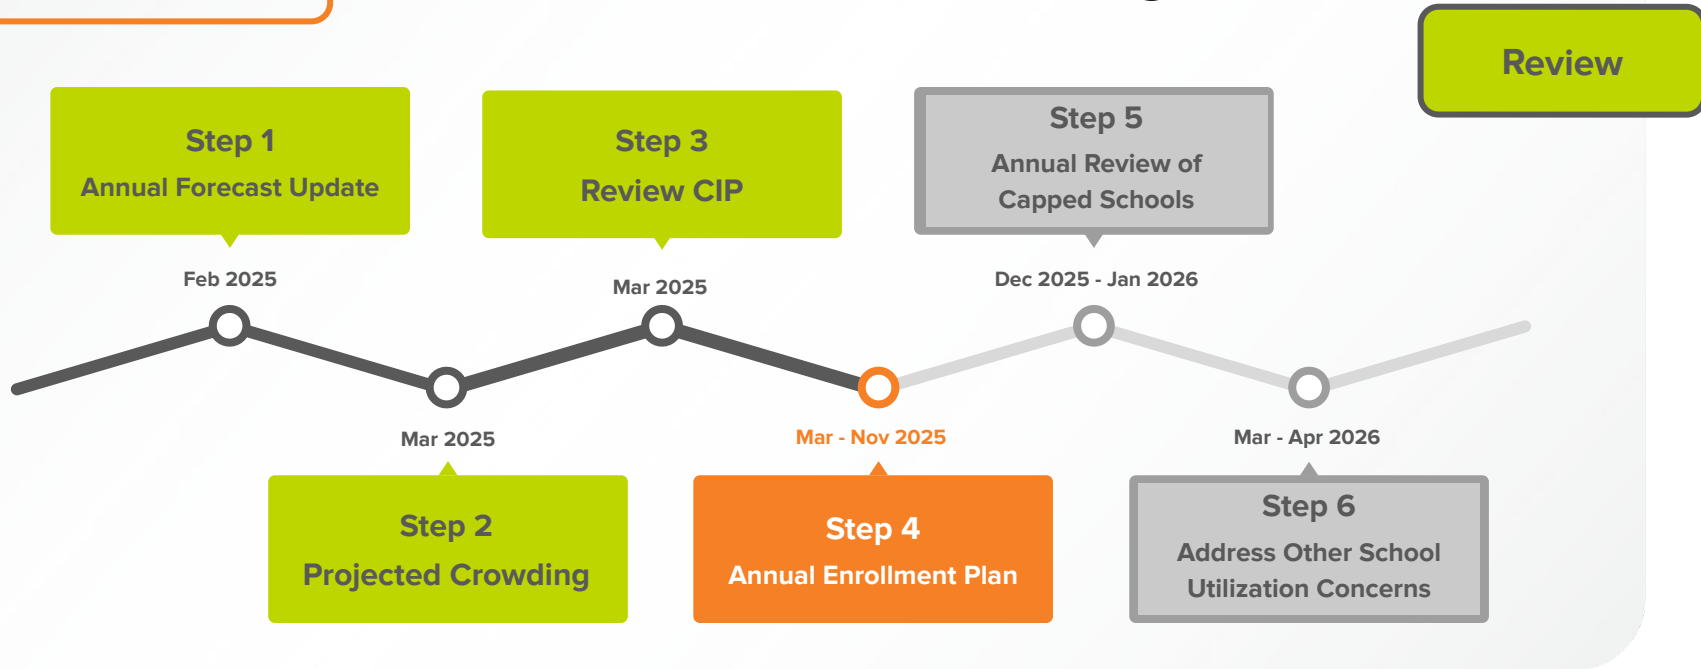 Review
Step 1
Annual Forecast Update
Step 3
Review CIP
Step 5
Annual Review of
Capped Schools
Feb 2025
Mar 2025
Dec 2025 - Jan 2026
Mar 2025
Mar - Nov 2025
Mar - Apr 2026
Step 2
Projected Crowding
Step 4
Annual Enrollment Plan
Step 6
Address Other School
Utilization Concerns